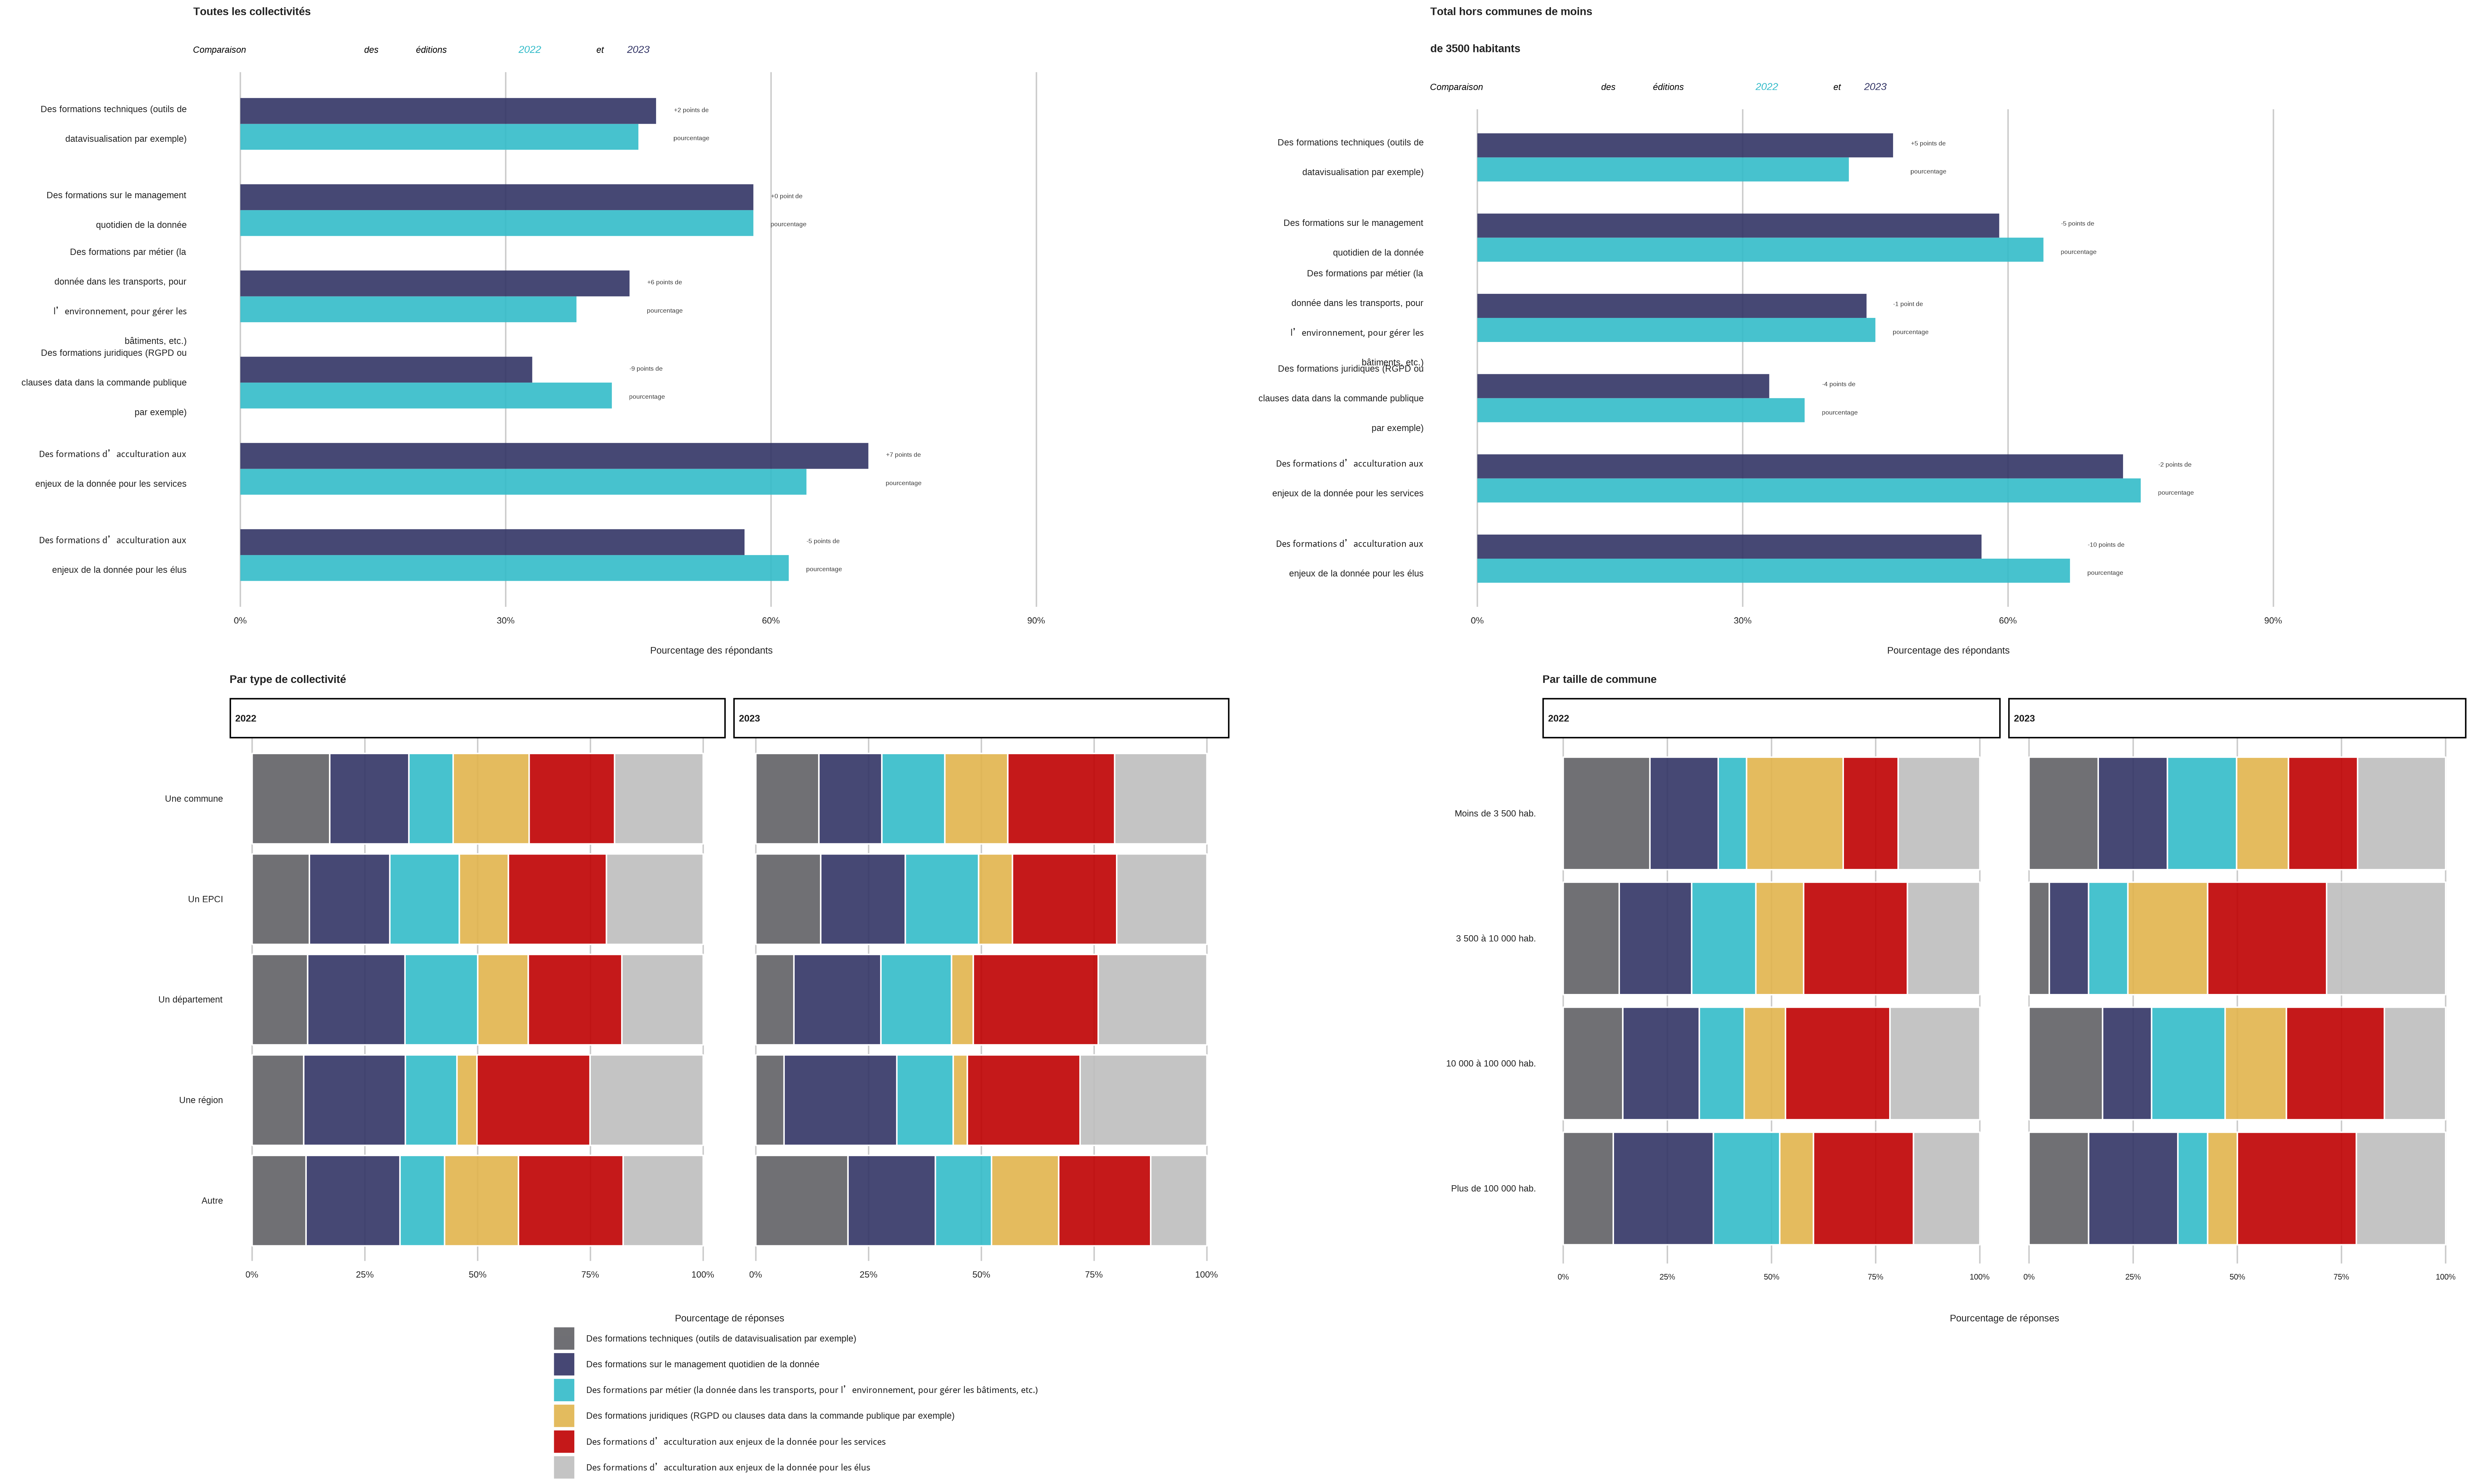 Toutes les collectivités
Comparaison des éditions 2022 et 2023
Des formations techniques (outils de
datavisualisation par exemple)
+2 points de
pourcentage
Des formations sur le management
quotidien de la donnée
+0 point de
pourcentage
Des formations par métier (la
donnée dans les transports, pour
l’environnement, pour gérer les
bâtiments, etc.)
+6 points de
pourcentage
Des formations juridiques (RGPD ou
clauses data dans la commande publique
par exemple)
-9 points de
pourcentage
Des formations d’acculturation aux
enjeux de la donnée pour les services
+7 points de
pourcentage
Des formations d’acculturation aux
enjeux de la donnée pour les élus
-5 points de
pourcentage
0% 30% 60% 90%
Pourcentage des répondants
Total hors communes de moins
de 3500 habitants
Comparaison des éditions 2022 et 2023
Des formations techniques (outils de
datavisualisation par exemple)
+5 points de
pourcentage
Des formations sur le management
quotidien de la donnée
-5 points de
pourcentage
Des formations par métier (la
donnée dans les transports, pour
l’environnement, pour gérer les
bâtiments, etc.)
-1 point de
pourcentage
Des formations juridiques (RGPD ou
clauses data dans la commande publique
par exemple)
-4 points de
pourcentage
Des formations d’acculturation aux
enjeux de la donnée pour les services
-2 points de
pourcentage
Des formations d’acculturation aux
enjeux de la donnée pour les élus
-10 points de
pourcentage
0% 30% 60% 90%
Pourcentage des répondants
Par type de collectivité
2022 2023
Une commune
Un EPCI
Un département
Une région
Autre
0% 25% 50% 75% 100% 0% 25% 50% 75% 100%
Pourcentage de réponses
Par taille de commune
2022 2023
Moins de 3 500 hab.
3 500 à 10 000 hab.
10 000 à 100 000 hab.
Plus de 100 000 hab.
0% 25% 50% 75% 100% 0% 25% 50% 75% 100%
Pourcentage de réponses
Des formations techniques (outils de datavisualisation par exemple)
Des formations sur le management quotidien de la donnée
Des formations par métier (la donnée dans les transports, pour l’environnement, pour gérer les bâtiments, etc.)
Des formations juridiques (RGPD ou clauses data dans la commande publique par exemple)
Des formations d’acculturation aux enjeux de la donnée pour les services
Des formations d’acculturation aux enjeux de la donnée pour les élus